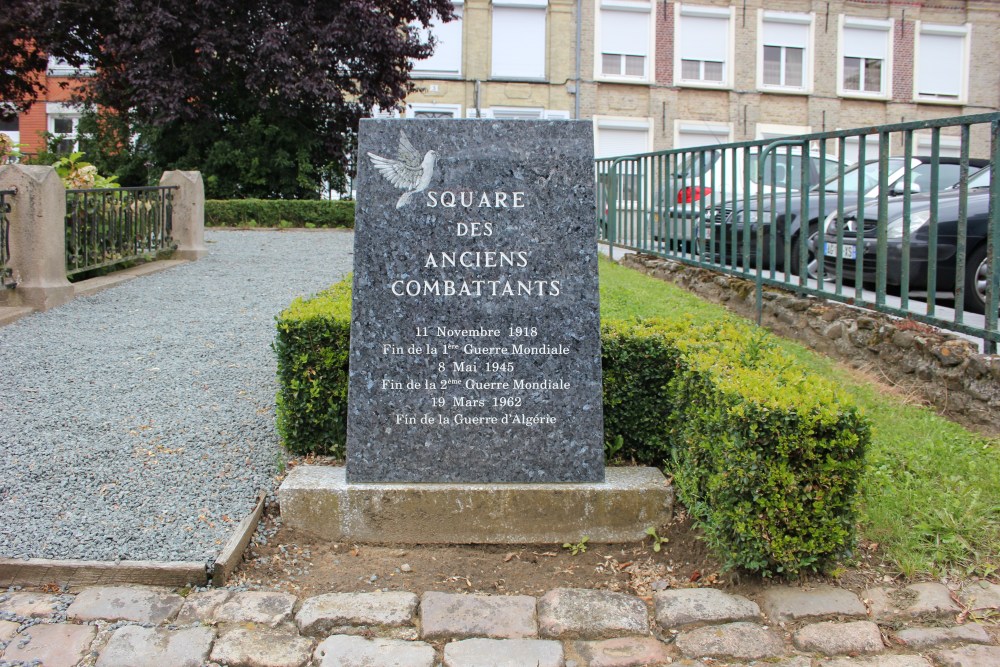 SQUARE
DES
ANCIENS
COMBATTANTS
11 Novembre 1918
Fin de la 1ère Guerre Mondiale
8 Mai 1945
Fin de la 2ème Guerre Mondiale
19 Mars 1962
Fin de la Guerre d'Algérie